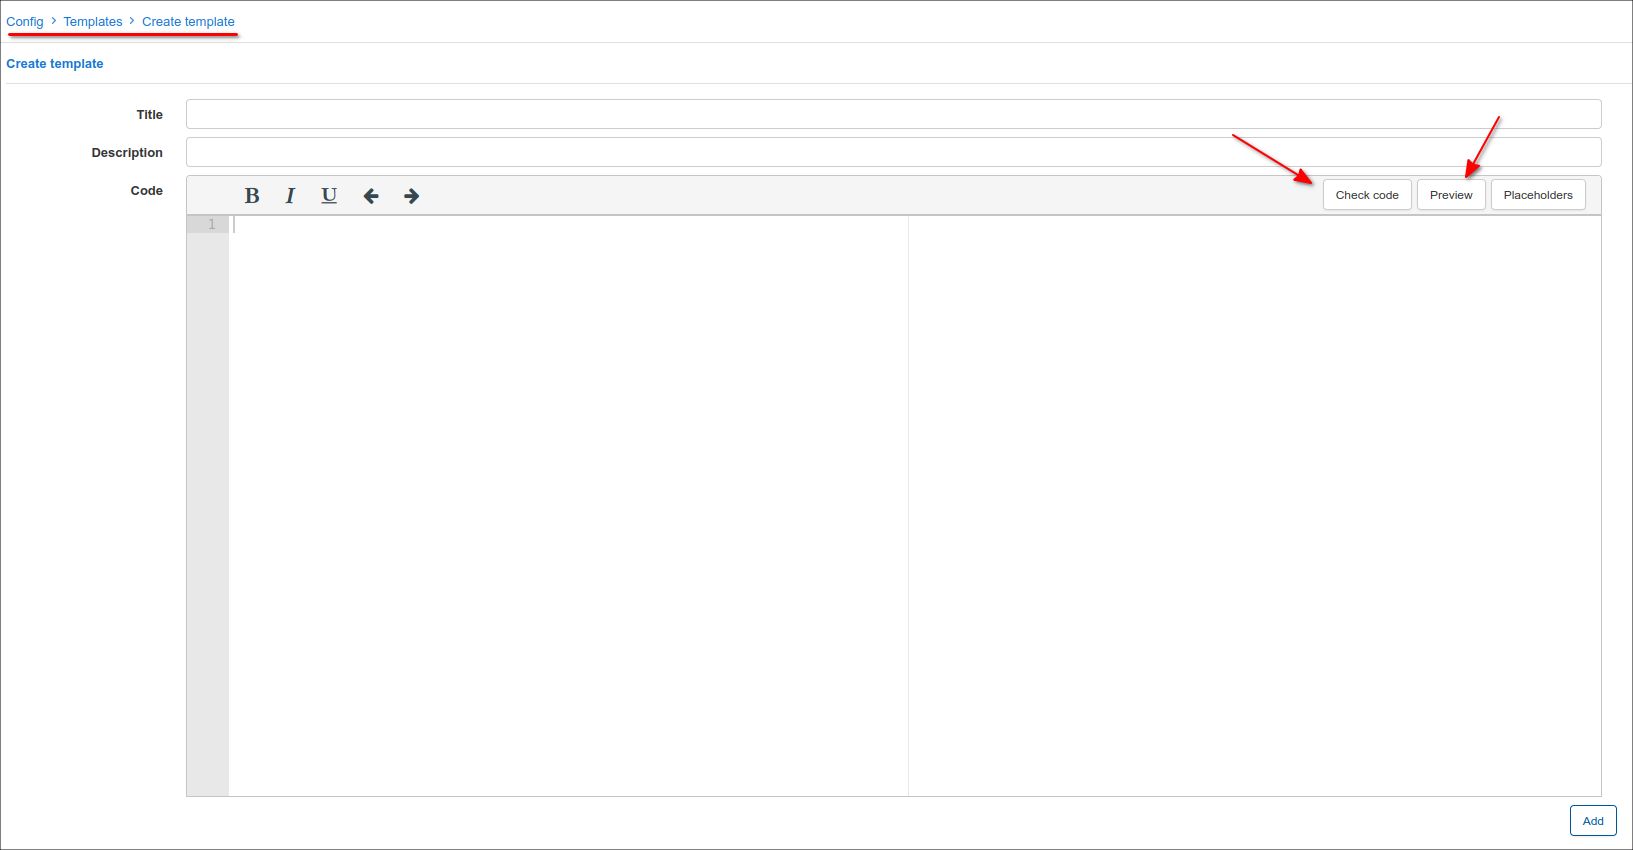 Config > Templates > Create template
Create template
Title
Description
Code
B I U
Check code Preview Placeholders
1
Add